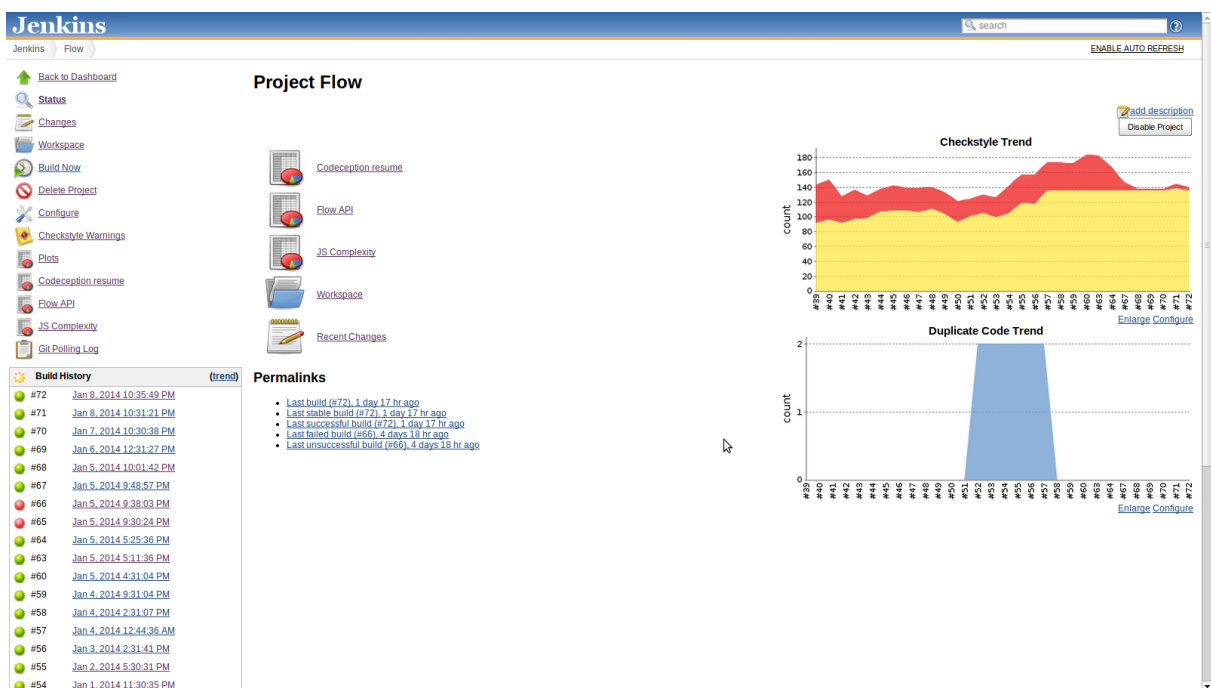 Jenkins
search
Jenkins Flow
ENABLE AUTO REFRESH
Back to Dashboard
Status
Changes
Workspace
Build Now
Delete Project
Configure
Checkstyle Warnings
Plots
Codeception resume
Flow API
JS Complexity
Git Polling Log
Build History (trend)
#72 Jan 8, 2014 10:35:49 PM
#71 Jan 8, 2014 10:31:21 PM
#70 Jan 7, 2014 10:30:38 PM
#69 Jan 6, 2014 12:31:27 PM
#68 Jan 5, 2014 10:01:42 PM
#67 Jan 5, 2014 9:48:57 PM
#66 Jan 5, 2014 9:38:03 PM
#65 Jan 5, 2014 9:30:24 PM
#64 Jan 5, 2014 5:25:36 PM
#63 Jan 5, 2014 5:11:36 PM
#60 Jan 5, 2014 4:31:04 PM
#59 Jan 4, 2014 9:31:04 PM
#58 Jan 4, 2014 2:31:07 PM
#57 Jan 4, 2014 12:44:36 AM
#56 Jan 3, 2014 2:31:41 PM
#55 Jan 2, 2014 5:30:31 PM
#54 Jan 1, 2014 11:30:35 PM
Project Flow
Codeception resume
Flow API
JS Complexity
Workspace
Recent Changes
Permalinks
Last build (#72), 1 day 17 hr ago
Last stable build (#72), 1 day 17 hr ago
Last successful build (#72), 1 day 17 hr ago
Last failed build (#66), 4 days 18 hr ago
Last unsuccessful build (#66), 4 days 18 hr ago
add description
Disable Project
Checkstyle Trend
count
180
160
140
120
100
80
60
40
20
0
#39 #40 #41 #42 #43 #44 #45 #46 #47 #48 #49 #50 #51 #52 #53 #54 #55 #56 #57 #58 #59 #60 #63 #64 #67 #68 #69 #70 #71 #72
Enlarge Configure
Duplicate Code Trend
count
2
1
0
#39 #40 #41 #42 #43 #44 #45 #46 #47 #48 #49 #50 #51 #52 #53 #54 #55 #56 #57 #58 #59 #60 #63 #64 #67 #68 #69 #70 #71 #72
Enlarge Configure